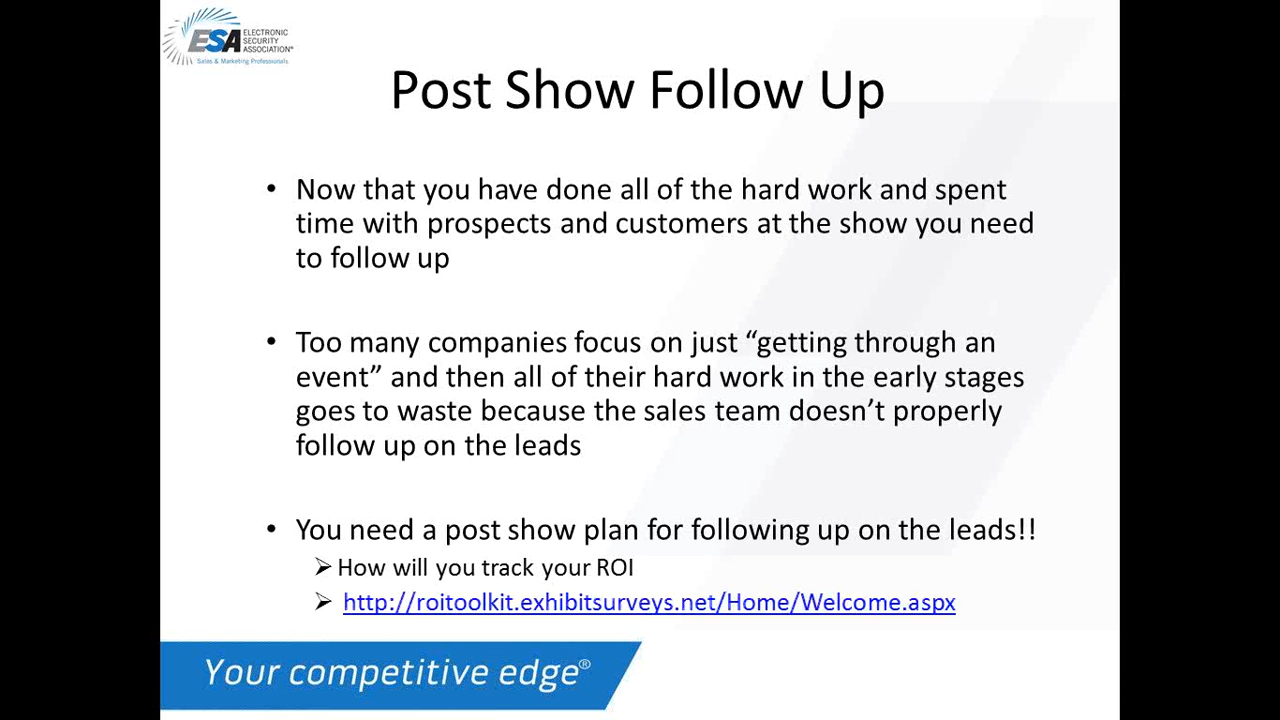 ESA ELECTRONIC
SECURITY
ASSOCIATION®
Sales & Marketing Professionals
Post Show Follow Up
• Now that you have done all of the hard work and spent
time with prospects and customers at the show you need
to follow up
• Too many companies focus on just “getting through an
event” and then all of their hard work in the early stages
goes to waste because the sales team doesn’t properly
follow up on the leads
• You need a post show plan for following up on the leads!!
➢ How will you track your ROI
➢ http://roitoolkit.exhibitsurveys.net/Home/Welcome.aspx
Your competitive edge®